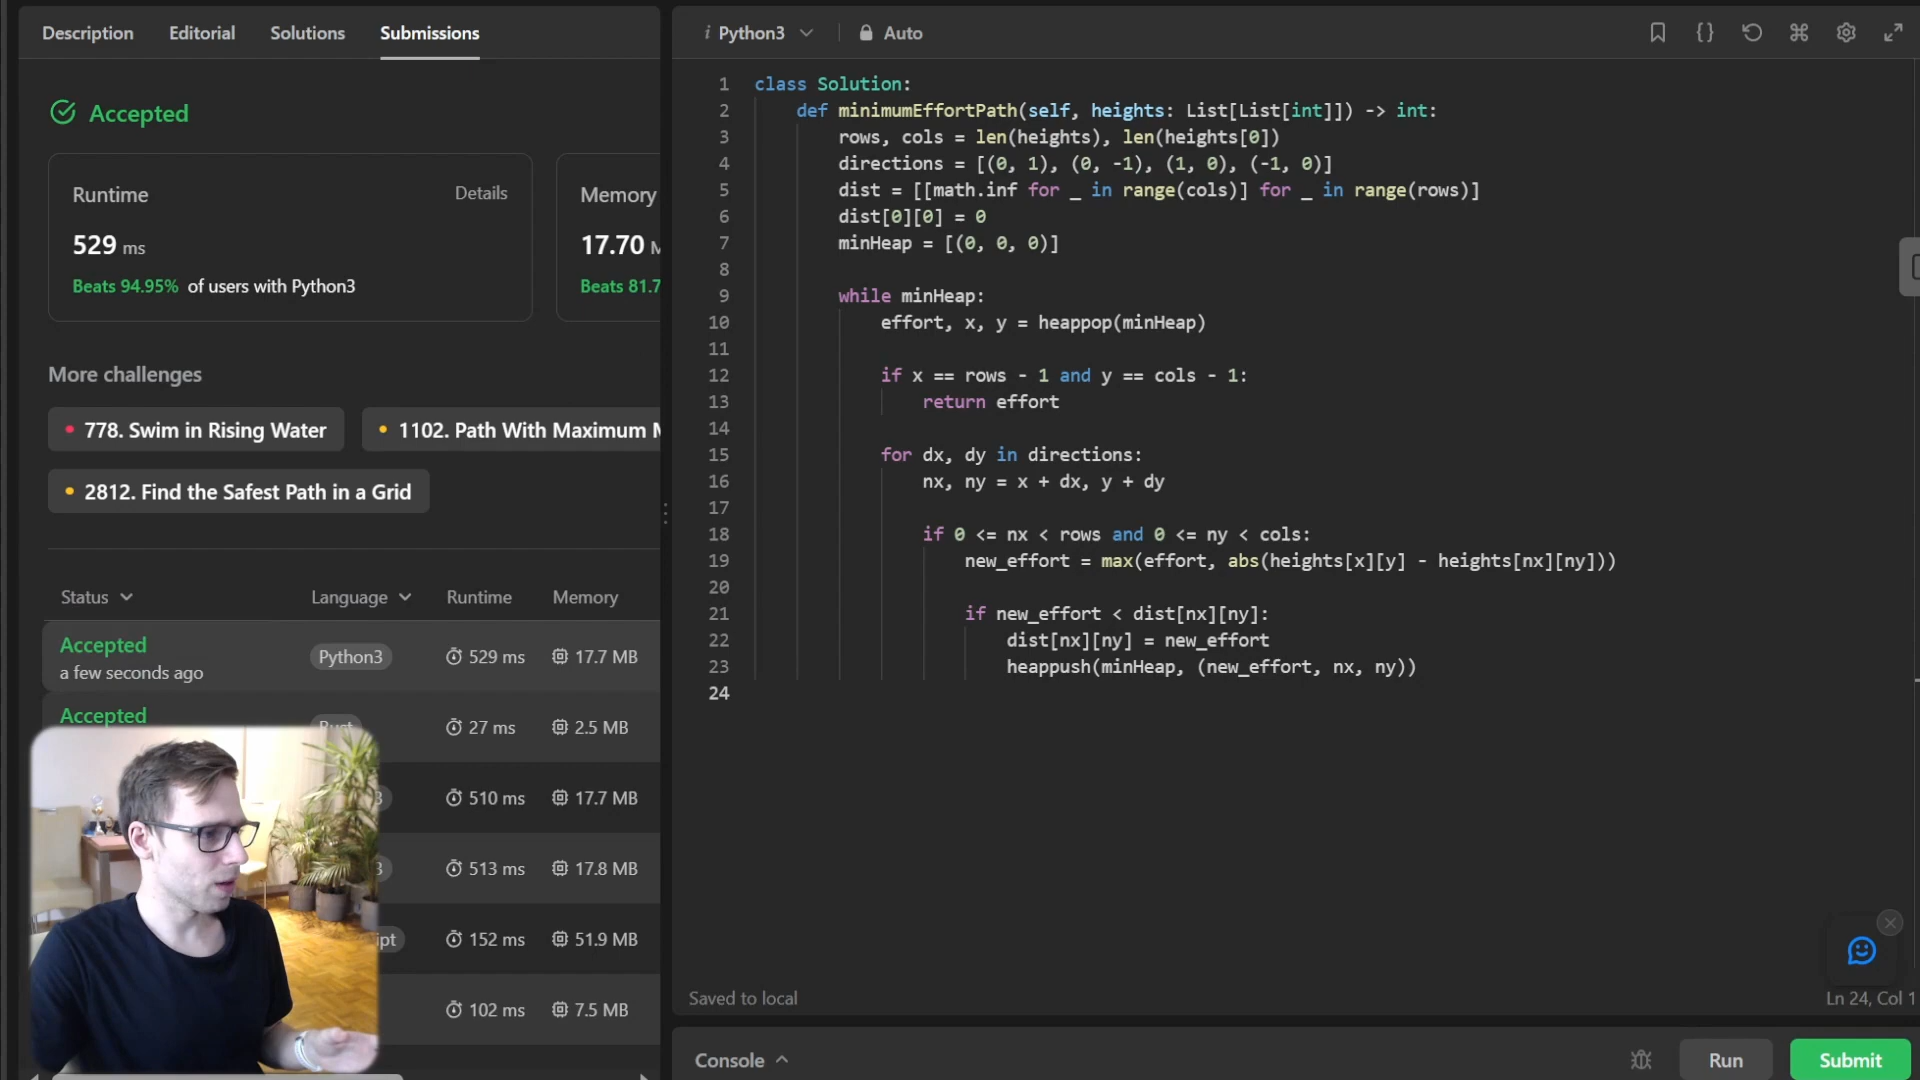 Description Editorial Solutions Submissions
Accepted
Runtime Details
529 ms
Beats 94.95% of users with Python3
Memory
17.70
Beats 81.7
More challenges
778. Swim in Rising Water
1102. Path With Maximum
2812. Find the Safest Path in a Grid
Status Language Runtime Memory
Accepted
a few seconds ago
Python3 529 ms 17.7 MB
Accepted
27 ms 2.5 MB
510 ms 17.7 MB
513 ms 17.8 MB
152 ms 51.9 MB
102 ms 7.5 MB
i Python3 Auto
1 class Solution:
2 def minimumEffortPath(self, heights: List[List[int]]) -> int:
3 rows, cols = len(heights), len(heights[0])
4 directions = [(0, 1), (0, -1), (1, 0), (-1, 0)]
5 dist = [[math.inf for _ in range(cols)] for _ in range(rows)]
6 dist[0][0] = 0
7 minHeap = [(0, 0, 0)]
8
9 while minHeap:
10 effort, x, y = heappop(minHeap)
11
12 if x == rows - 1 and y == cols - 1:
13 return effort
14
15 for dx, dy in directions:
16 nx, ny = x + dx, y + dy
17
18 if 0 <= nx < rows and 0 <= ny < cols:
19 new_effort = max(effort, abs(heights[x][y] - heights[nx][ny]))
20
21 if new_effort < dist[nx][ny]:
22 dist[nx][ny] = new_effort
23 heappush(minHeap, (new_effort, nx, ny))
24
Saved to local
Ln 24, Col 1
Console
Run
Submit